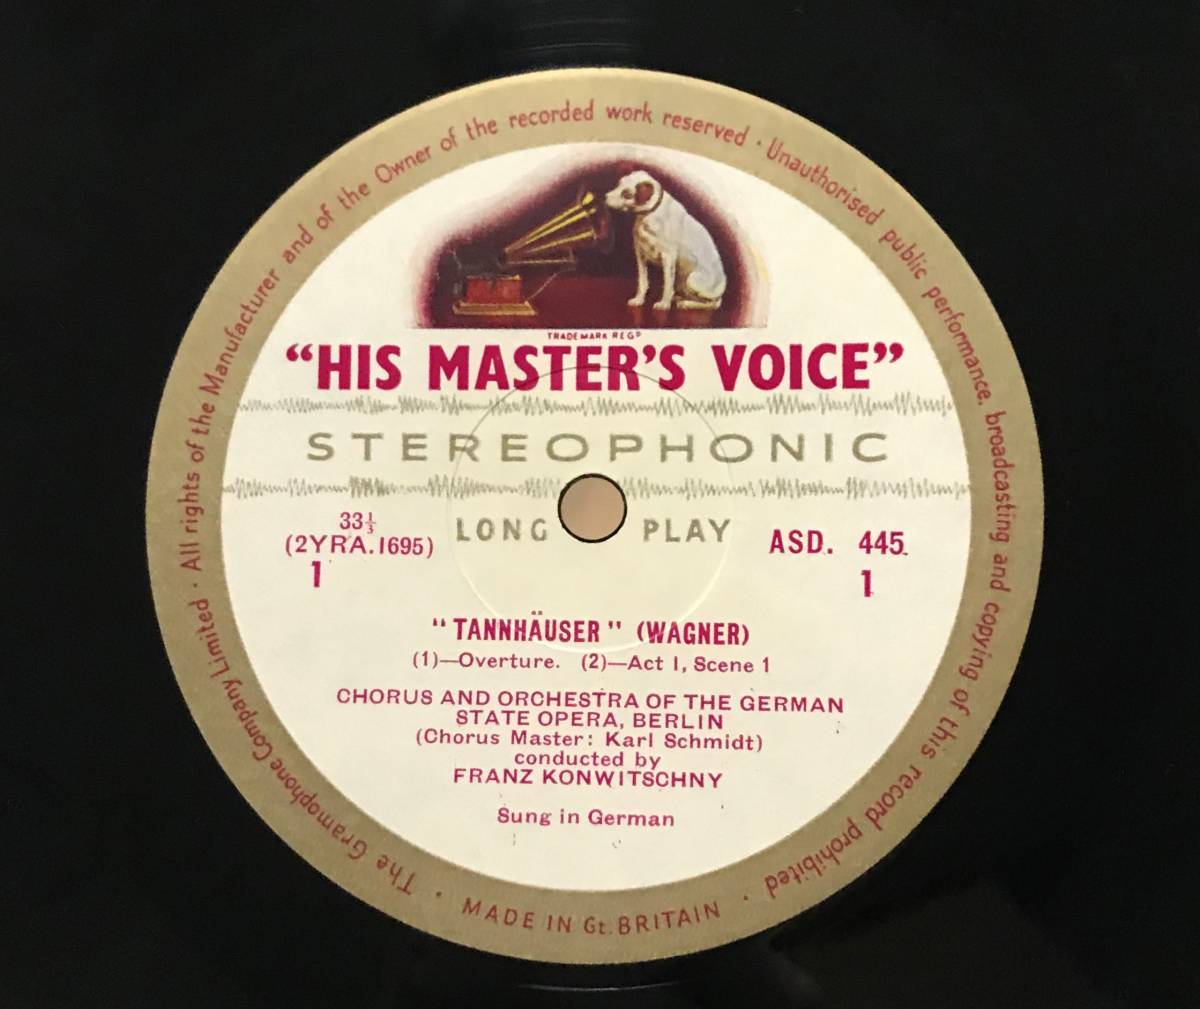 The Gramophone Company Limited · All rights of the Manufacturer and of the Owner of the recorded work reserved · Unauthorised public performance, broadcasting and copying of this record prohibited ·
TRADE MARK REGD
“HIS MASTER’S VOICE”
STEREOPHONIC
LONG PLAY
33⅓
(2YRA.1695)
1
ASD. 445
1
“TANNHÄUSER” (WAGNER)
(1)—Overture. (2)—Act I, Scene 1
CHORUS AND ORCHESTRA OF THE GERMAN
STATE OPERA, BERLIN
(Chorus Master: Karl Schmidt)
conducted by
FRANZ KONWITSCHNY
Sung in German
MADE IN Gt. BRITAIN ·